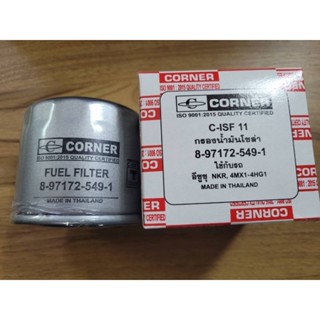 CORNER
ISO 9001:2015 QUALITY CERTIFIED
FUEL FILTER
8-97172-549-1
MADE IN THAILAND
CORNER
CORNER
ISO 9001:2015 QUALITY CERTIFIED
C-ISF 11
กรองน้ำมันโซล่า
8-97172-549-1
ใช้กับรถ
อีซูซุ NKR, 4MX1-4HG1
MADE IN THAILAND